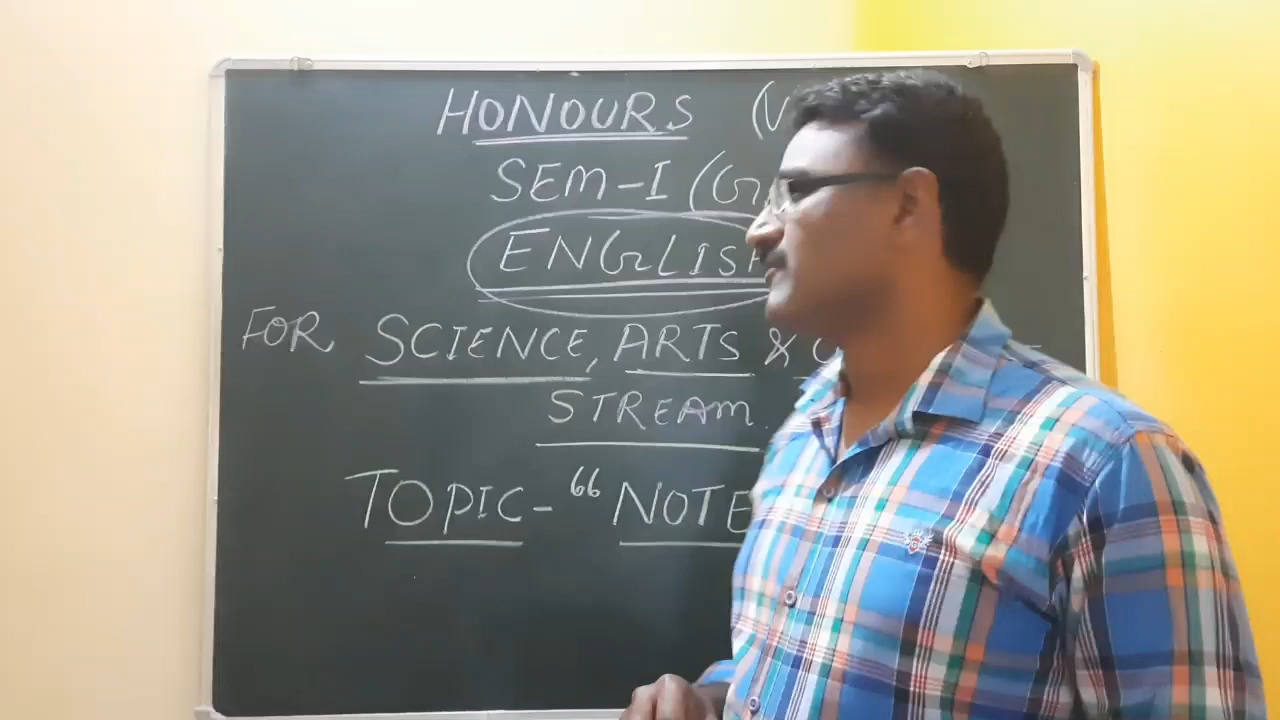 HONOURS (V
SEM-I (G
ENGLISH
FOR SCIENCE, ARTS & C
STREAM.
TOPIC- "NOTE